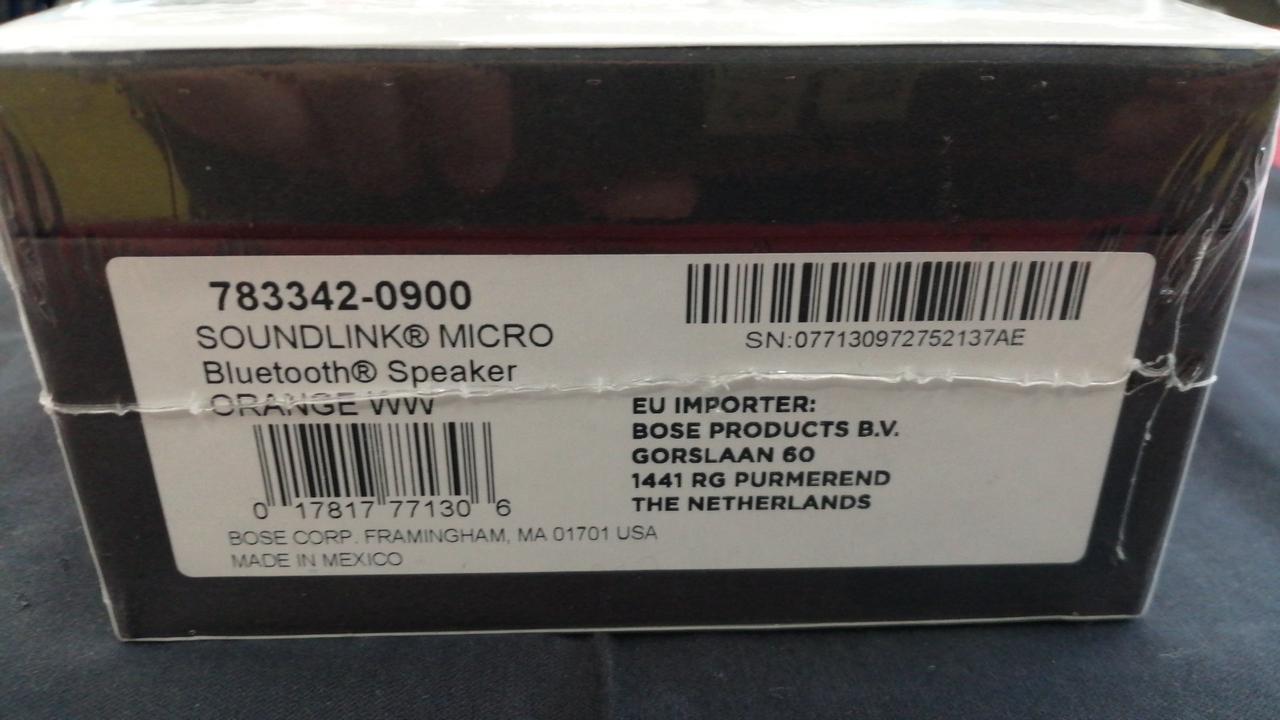 783342-0900
SOUNDLINK® MICRO
Bluetooth® Speaker
ORANGE WW
0 17817 77130 6
BOSE CORP. FRAMINGHAM, MA 01701 USA
MADE IN MEXICO
SN:077130972752137AE
EU IMPORTER:
BOSE PRODUCTS B.V.
GORSLAAN 60
1441 RG PURMEREND
THE NETHERLANDS